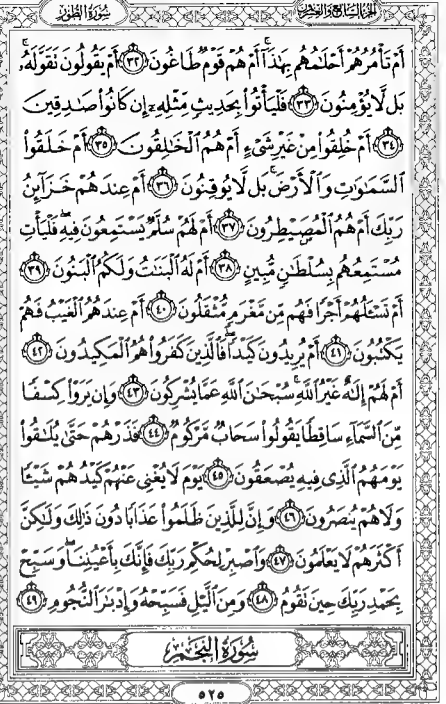 الجزء السابع والعشرون سورة الطور
أَمْ تَأْمُرُهُمْ أَحْلَٰمُهُم بِهَٰذَآ أَمْ هُمْ قَوْمٌ طَاغُونَ ٣٢ أَمْ يَقُولُونَ تَقَوَّلَهُۥ
بَل لَّا يُؤْمِنُونَ ٣٣ فَلْيَأْتُوا۟ بِحَدِيثٍ مِّثْلِهِۦٓ إِن كَانُوا۟ صَٰدِقِينَ
٣٤ أَمْ خُلِقُوا۟ مِنْ غَيْرِ شَىْءٍ أَمْ هُمُ ٱلْخَٰلِقُونَ ٣٥ أَمْ خَلَقُوا۟
ٱلسَّمَٰوَٰتِ وَٱلْأَرْضَ بَل لَّا يُوقِنُونَ ٣٦ أَمْ عِندَهُمْ خَزَآئِنُ
رَبِّكَ أَمْ هُمُ ٱلْمُصَۣيْطِرُونَ ٣٧ أَمْ لَهُمْ سُلَّمٌ يَسْتَمِعُونَ فِيهِ فَلْيَأْتِ
مُسْتَمِعُهُم بِسُلْطَٰنٍ مُّبِينٍ ٣٨ أَمْ لَهُ ٱلْبَنَٰتُ وَلَكُمُ ٱلْبَنُونَ ٣٩
أَمْ تَسْـَٔلُهُمْ أَجْرًا فَهُم مِّن مَّغْرَمٍ مُّثْقَلُونَ ٤٠ أَمْ عِندَهُمُ ٱلْغَيْبُ فَهُمْ
يَكْتُبُونَ ٤١ أَمْ يُرِيدُونَ كَيْدًا فَٱلَّذِينَ كَفَرُوا۟ هُمُ ٱلْمَكِيدُونَ ٤٢
أَمْ لَهُمْ إِلَٰهٌ غَيْرُ ٱللَّهِ سُبْحَٰنَ ٱللَّهِ عَمَّا يُشْرِكُونَ ٤٣ وَإِن يَرَوْا۟ كِسْفًا
مِّنَ ٱلسَّمَآءِ سَاقِطًا يَقُولُوا۟ سَحَابٌ مَّرْكُومٌ ٤٤ فَذَرْهُمْ حَتَّىٰ يُلَٰقُوا۟
يَوْمَهُمُ ٱلَّذِى فِيهِ يُصْعَقُونَ ٤٥ يَوْمَ لَا يُغْنِى عَنْهُمْ كَيْدُهُمْ شَيْـًٔا
وَلَا هُمْ يُنصَرُونَ ٤٦ وَإِنَّ لِلَّذِينَ ظَلَمُوا۟ عَذَابًا دُونَ ذَٰلِكَ وَلَٰكِنَّ
أَكْثَرَهُمْ لَا يَعْلَمُونَ ٤٧ وَٱصْبِرْ لِحُكْمِ رَبِّكَ فَإِنَّكَ بِأَعْيُنِنَا وَسَبِّحْ
بِحَمْدِ رَبِّكَ حِينَ تَقُومُ ٤٨ وَمِنَ ٱلَّيْلِ فَسَبِّحْهُ وَإِدْبَٰرَ ٱلنُّجُومِ ٤٩
سورة النجم
٥٢٥